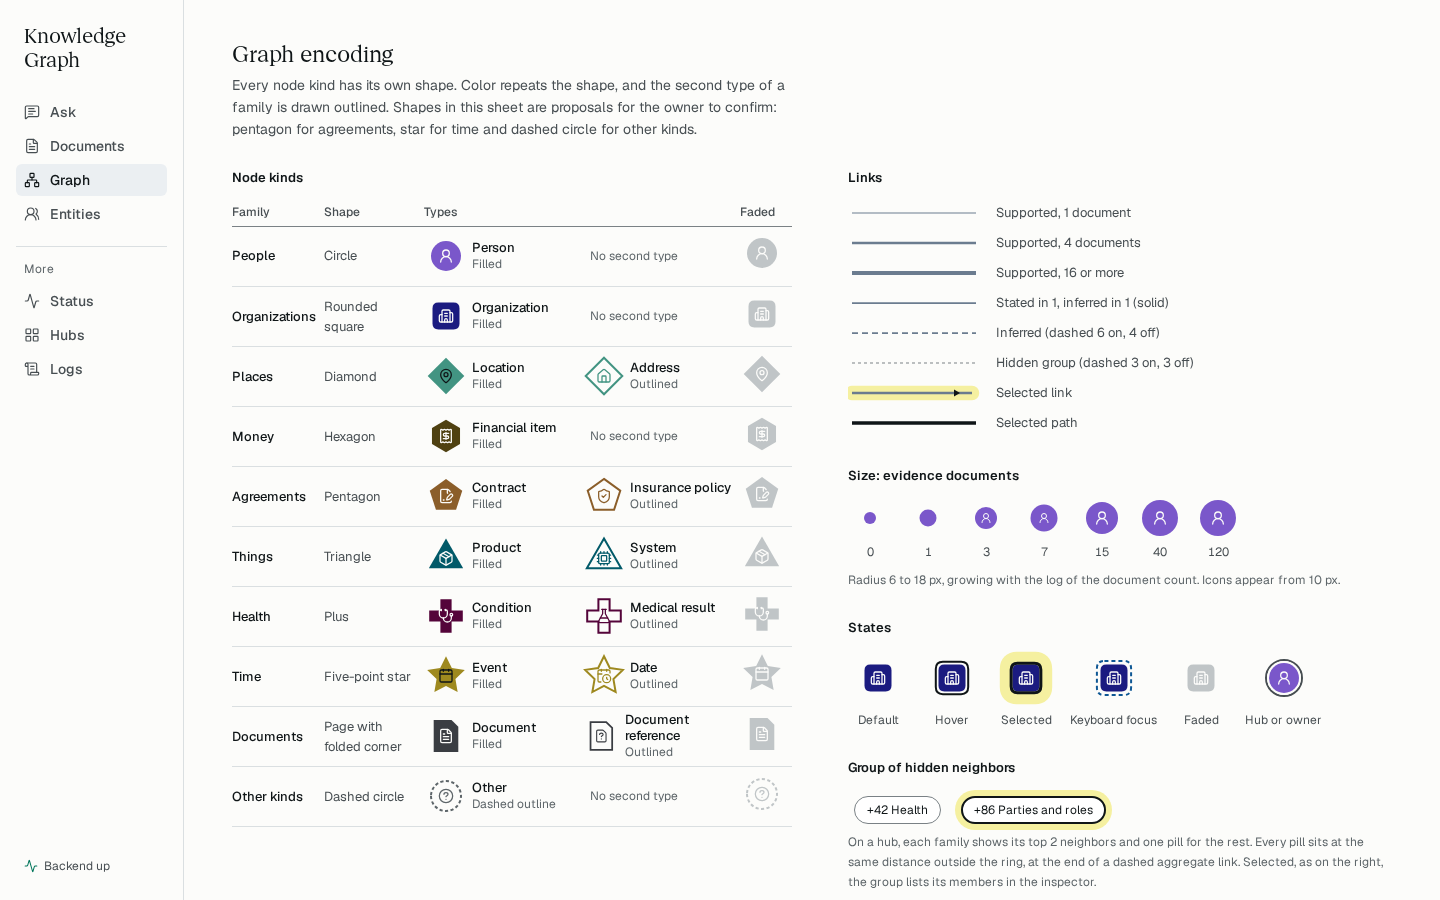 Knowledge
Graph
Ask
Documents
Graph
Entities
More
Status
Hubs
Logs
Backend up
Graph encoding
Every node kind has its own shape. Color repeats the shape, and the second type of a
family is drawn outlined. Shapes in this sheet are proposals for the owner to confirm:
pentagon for agreements, star for time and dashed circle for other kinds.
Node kinds
Family Shape Types Faded
People Circle Person Filled No second type
Organizations Rounded square Organization Filled No second type
Places Diamond Location Filled Address Outlined
Money Hexagon Financial item Filled No second type
Agreements Pentagon Contract Filled Insurance policy Outlined
Things Triangle Product Filled System Outlined
Health Plus Condition Filled Medical result Outlined
Time Five-point star Event Filled Date Outlined
Documents Page with folded corner Document Filled Document reference Outlined
Other kinds Dashed circle Other Dashed outline No second type
Links
Supported, 1 document
Supported, 4 documents
Supported, 16 or more
Stated in 1, inferred in 1 (solid)
Inferred (dashed 6 on, 4 off)
Hidden group (dashed 3 on, 3 off)
Selected link
Selected path
Size: evidence documents
0 1 3 7 15 40 120
Radius 6 to 18 px, growing with the log of the document count. Icons appear from 10 px.
States
Default Hover Selected Keyboard focus Faded Hub or owner
Group of hidden neighbors
+42 Health +86 Parties and roles
On a hub, each family shows its top 2 neighbors and one pill for the rest. Every pill sits at the
same distance outside the ring, at the end of a dashed aggregate link. Selected, as on the right,
the group lists its members in the inspector.